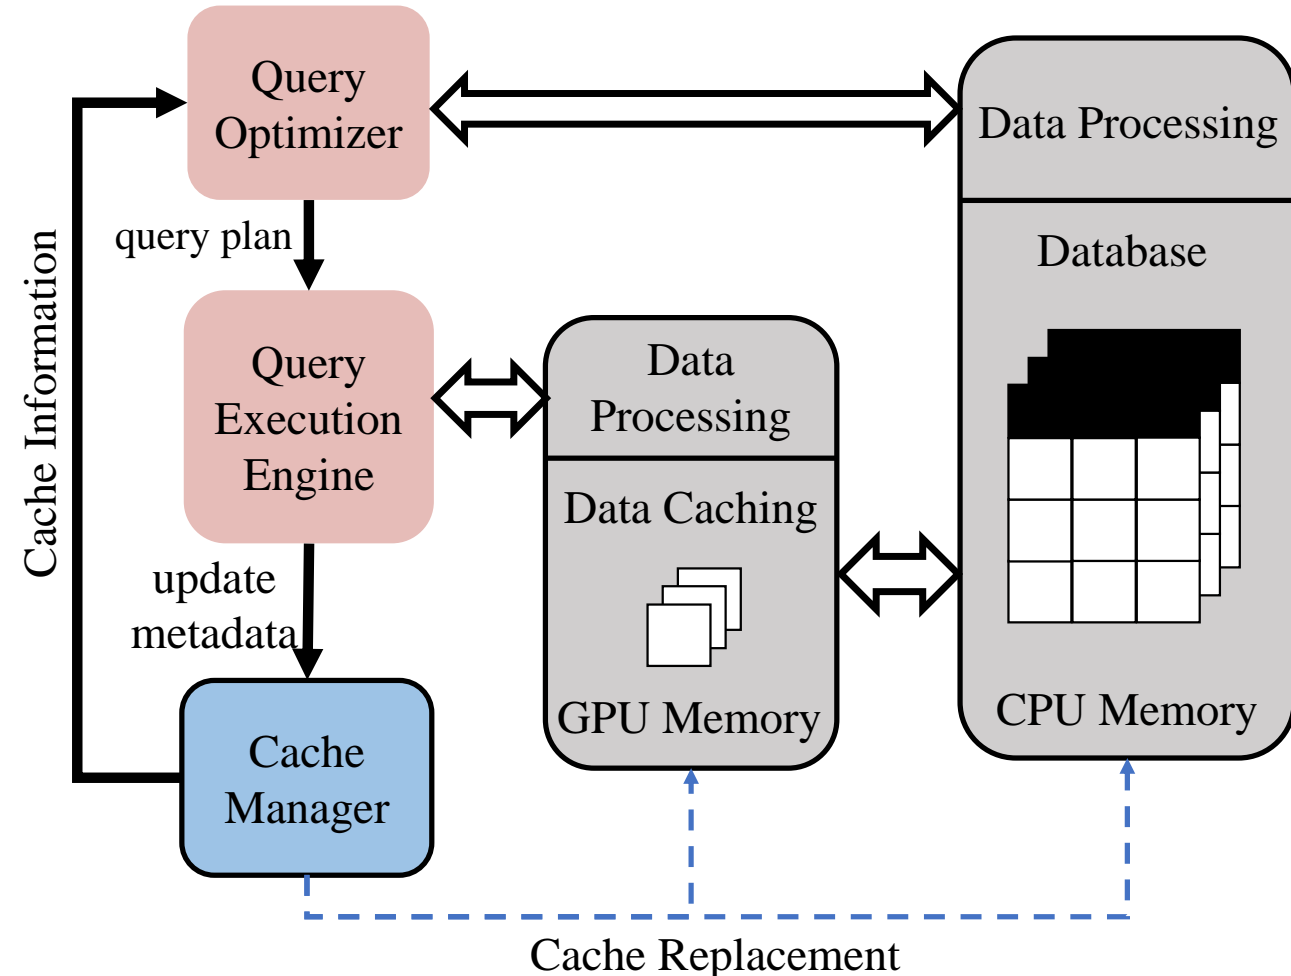 Query
Optimizer
Data Processing
query plan
Database
Cache Information
Query
Execution
Engine
Data
Processing
Data Caching
update
metadata
GPU Memory
CPU Memory
Cache
Manager
Cache Replacement